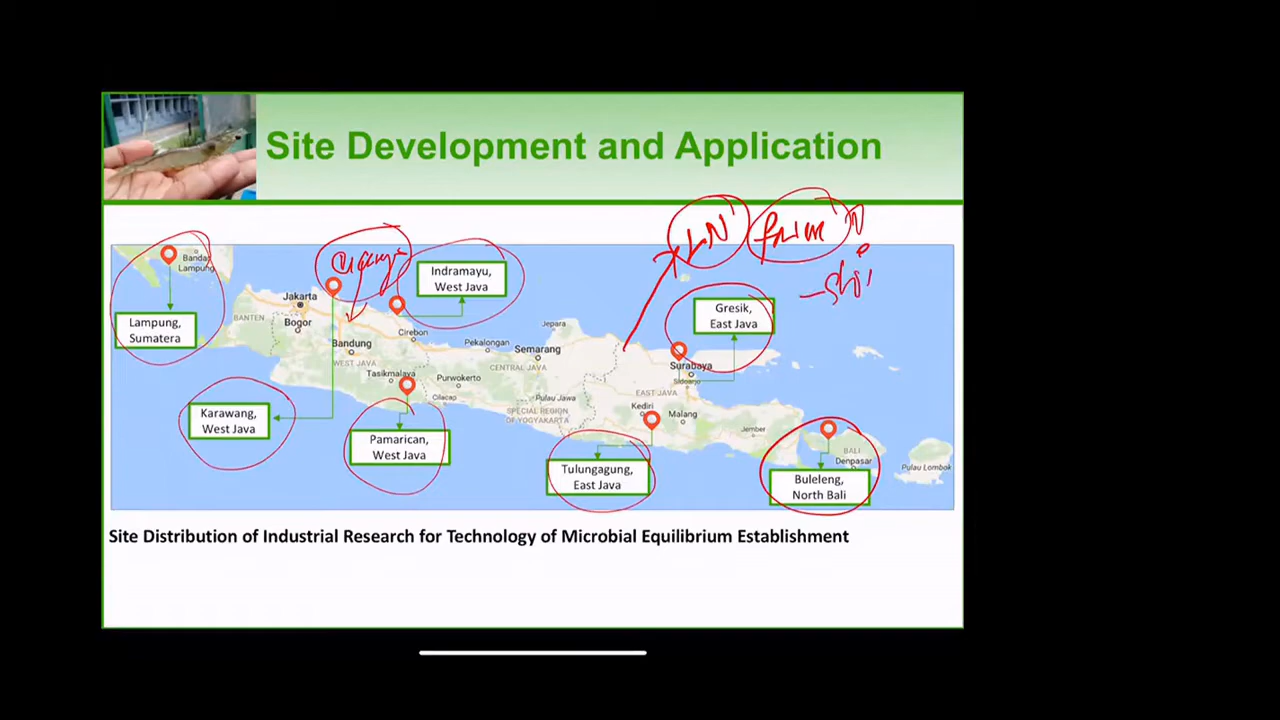 Site Development and Application
Bandar
Lampung
Lampung,
Sumatera
Jakarta
BANTEN
Bogor
Indramayu,
West Java
Cirebon
Bandung
WEST JAVA
Tasikmalaya
Pekalongan
Purwokerto
Cilacap
Jepara
Semarang
CENTRAL JAVA
Pulau Jawa
SPECIAL REGION
OF YOGYAKARTA
Gresik,
East Java
Surabaya
Sidoarjo
EAST JAVA
Kediri
Malang
Jember
BALI
Denpasar
Pulau Lombok
Karawang,
West Java
Pamarican,
West Java
Tulungagung,
East Java
Buleleng,
North Bali
Site Distribution of Industrial Research for Technology of Microbial Equilibrium Establishment